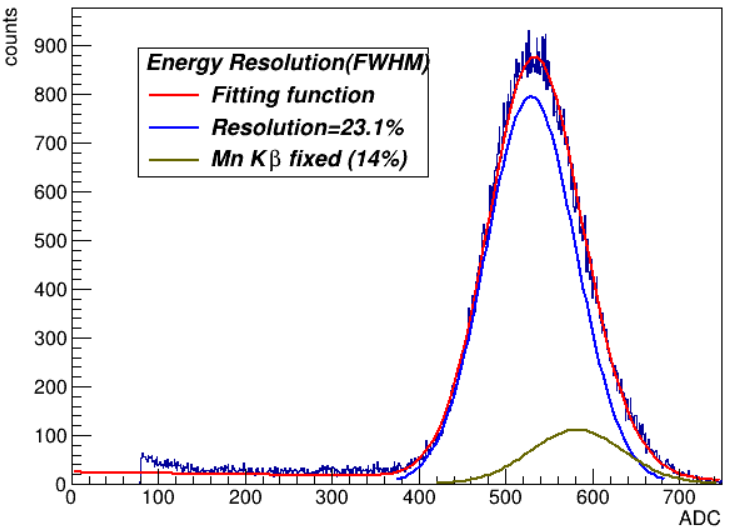 counts
900
800
700
600
500
400
300
200
100
0
Energy Resolution(FWHM)
Fitting function
Resolution=23.1%
Mn Kβ fixed (14%)
0 100 200 300 400 500 600 700
ADC